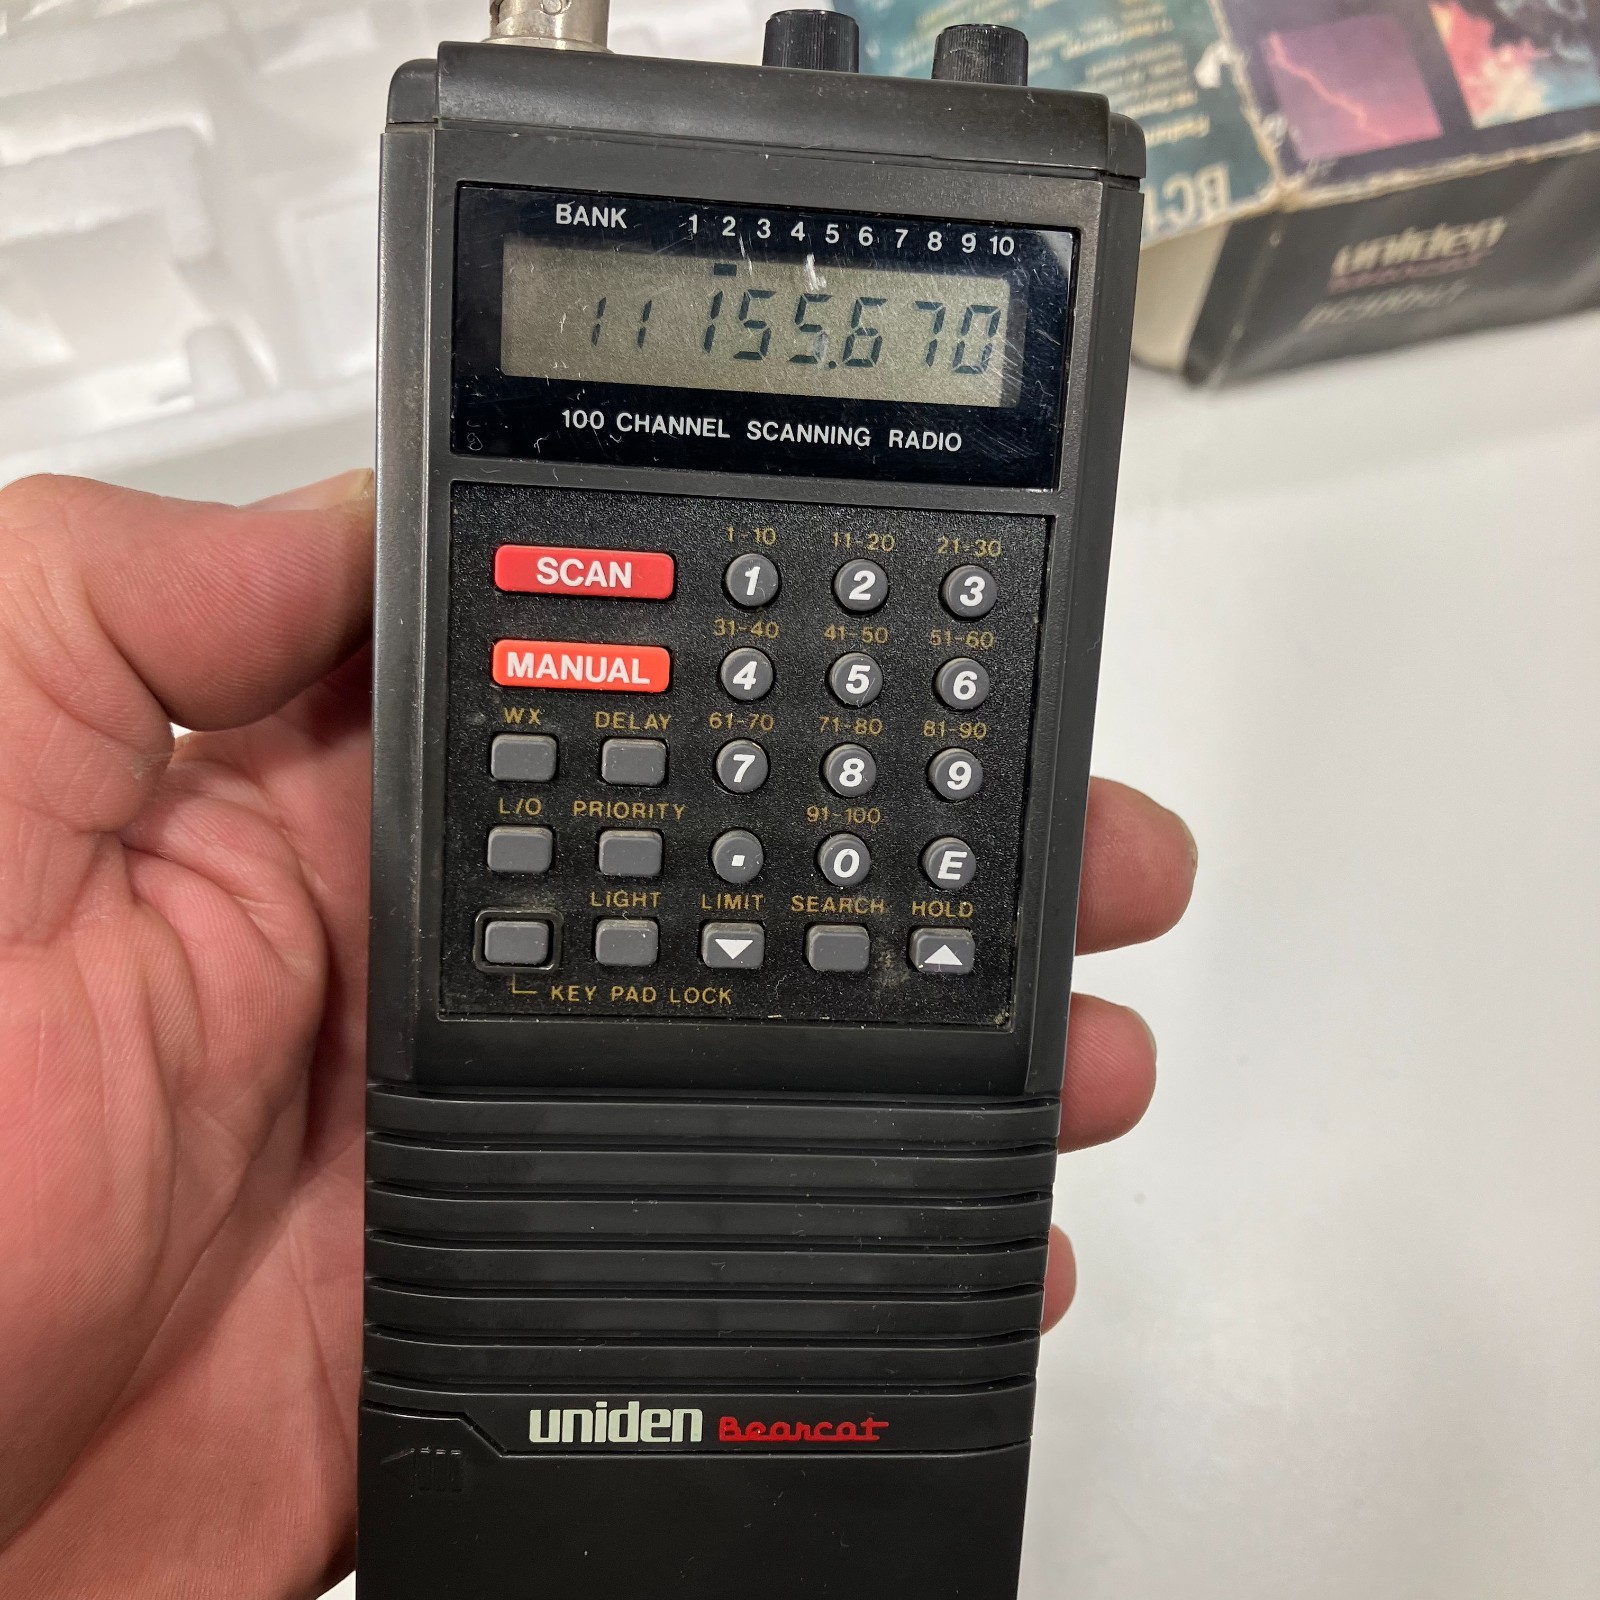 BANK 1 2 3 4 5 6 7 8 9 10
11 155.670
100 CHANNEL SCANNING RADIO
1-10 11-20 21-30
SCAN 1 2 3
31-40 41-50 51-60
MANUAL 4 5 6
WX DELAY 61-70 71-80 81-90
7 8 9
L/O PRIORITY 91-100
. 0 E
LIGHT LIMIT SEARCH HOLD
KEY PAD LOCK
uniden Bearcat
uniden